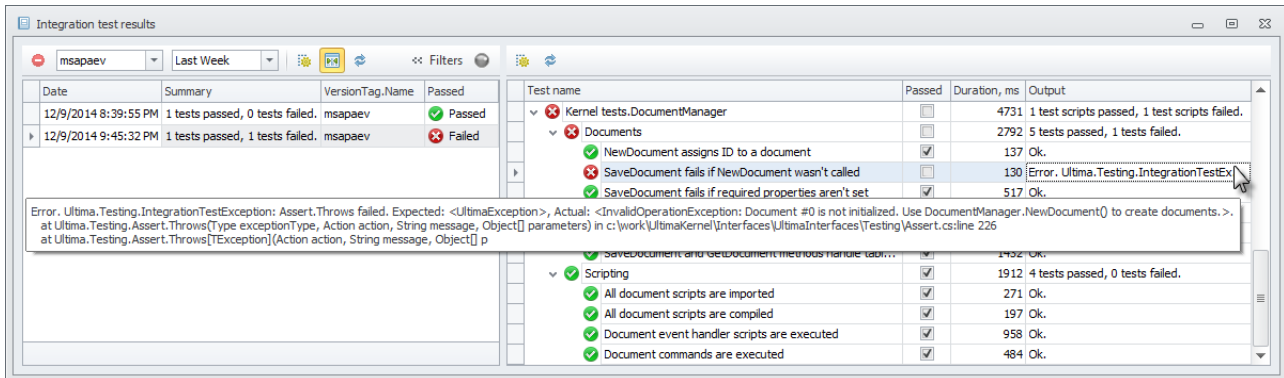 Integration test results
msapaev Last Week << Filters
Date Summary VersionTag.Name Passed
12/9/2014 8:39:55 PM 1 tests passed, 0 tests failed. msapaev Passed
12/9/2014 9:45:32 PM 1 tests passed, 1 tests failed. msapaev Failed
Test name Passed Duration, ms Output
Kernel tests.DocumentManager 4731 1 test scripts passed, 1 test scripts failed.
Documents 2792 5 tests passed, 1 tests failed.
NewDocument assigns ID to a document 137 Ok.
SaveDocument fails if NewDocument wasn't called 130 Error. Ultima.Testing.IntegrationTestEx
SaveDocument fails if required properties aren't set 517 Ok.
Error. Ultima.Testing.IntegrationTestException: Assert.Throws failed. Expected: <UltimaException>, Actual: <InvalidOperationException: Document #0 is not initialized. Use DocumentManager.NewDocument() to create documents.>.
at Ultima.Testing.Assert.Throws(Type exceptionType, Action action, String message, Object[] parameters) in c:\work\UltimaKernel\Interfaces\UltimaInterfaces\Testing\Assert.cs:line 226
at Ultima.Testing.Assert.Throws[TException](Action action, String message, Object[] p
SaveDocument and GetDocument methods handle tabl... 1432 Ok.
Scripting 1912 4 tests passed, 0 tests failed.
All document scripts are imported 271 Ok.
All document scripts are compiled 197 Ok.
Document event handler scripts are executed 958 Ok.
Document commands are executed 484 Ok.